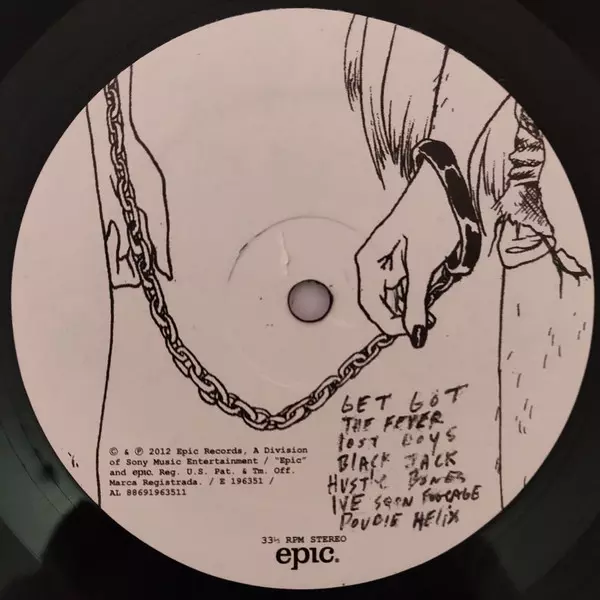 GET GOT
THE FEVER
lOST BOYS
BLACK JACK
HUSTLE BONES
IVE SEEN FOOTAGE
DOUBLE HELIX
© & ℗ 2012 Epic Records, A Division
of Sony Music Entertainment / "Epic"
and epic. Reg. U.S. Pat. & Tm. Off.
Marca Registrada. / E 196351 /
AL 88691963511
33⅓ RPM STEREO
epic.